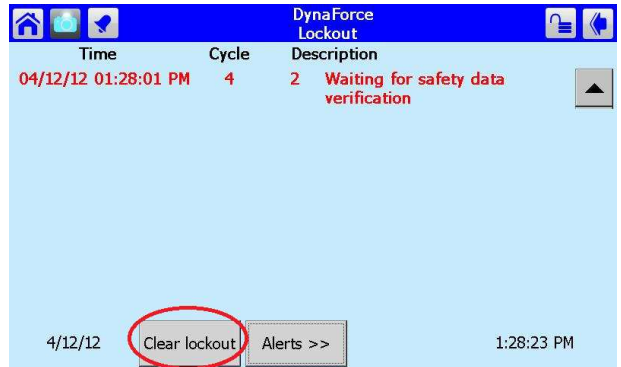 DynaForce
Lockout
Time Cycle Description
04/12/12 01:28:01 PM 4 2 Waiting for safety data
verification
4/12/12 Clear lockout Alerts >> 1:28:23 PM